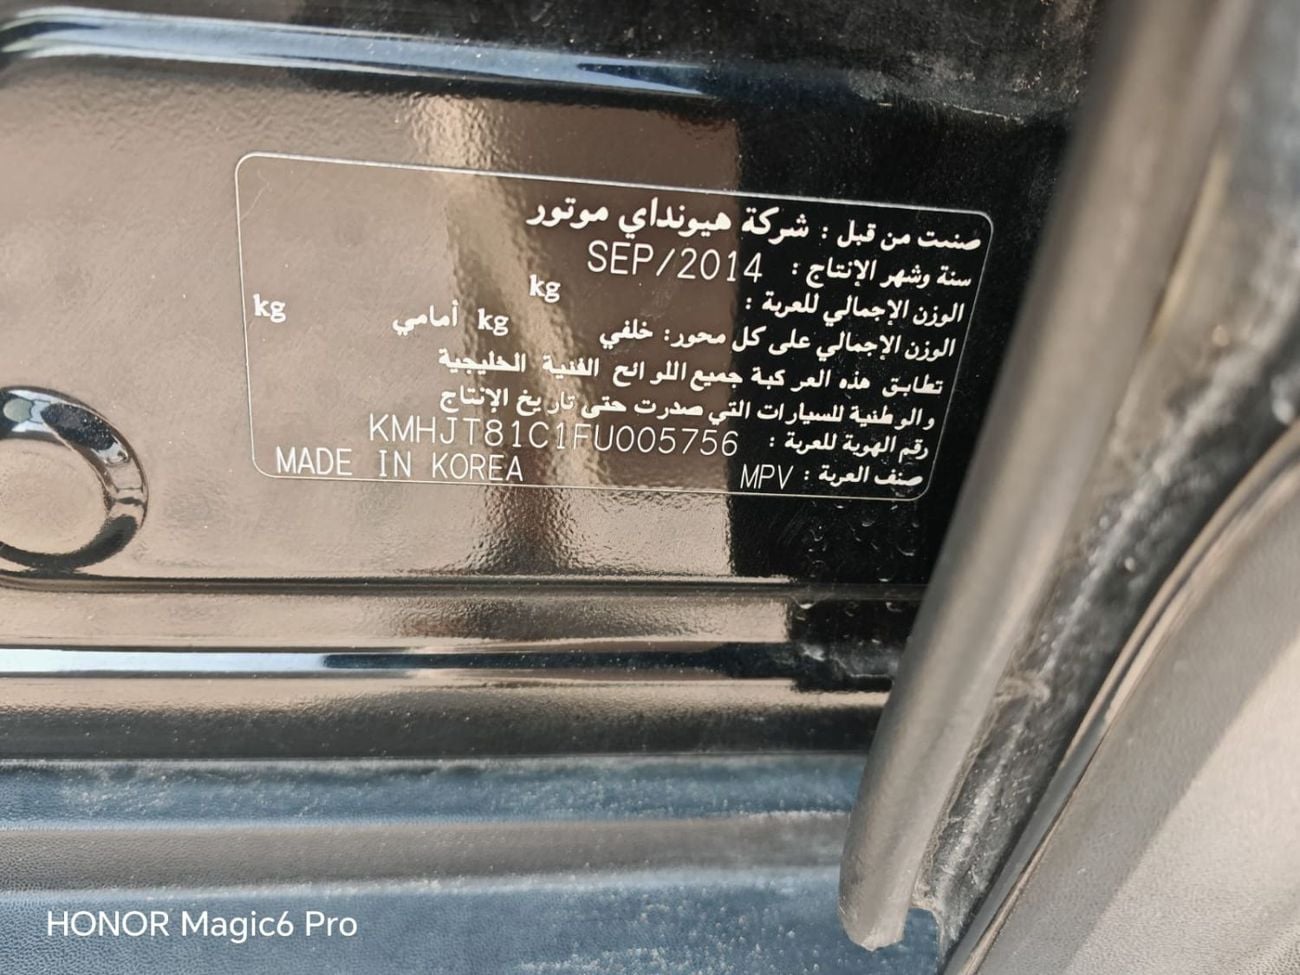 صنعت من قبل : شركة هيونداي موتور
سنة وشهر الإنتاج : SEP/2014
الوزن الإجمالي للعربة : kg
الوزن الإجمالي على كل محور: خلفي kg أمامي kg
تطابق هذه العركبة جميع اللوائح الفنية الخليجية
والوطنية للسيارات التي صدرت حتى تاريخ الإنتاج
رقم الهوية للعربة : KMHJT81C1FU005756
صنف العربة : MPV MADE IN KOREA
HONOR Magic6 Pro